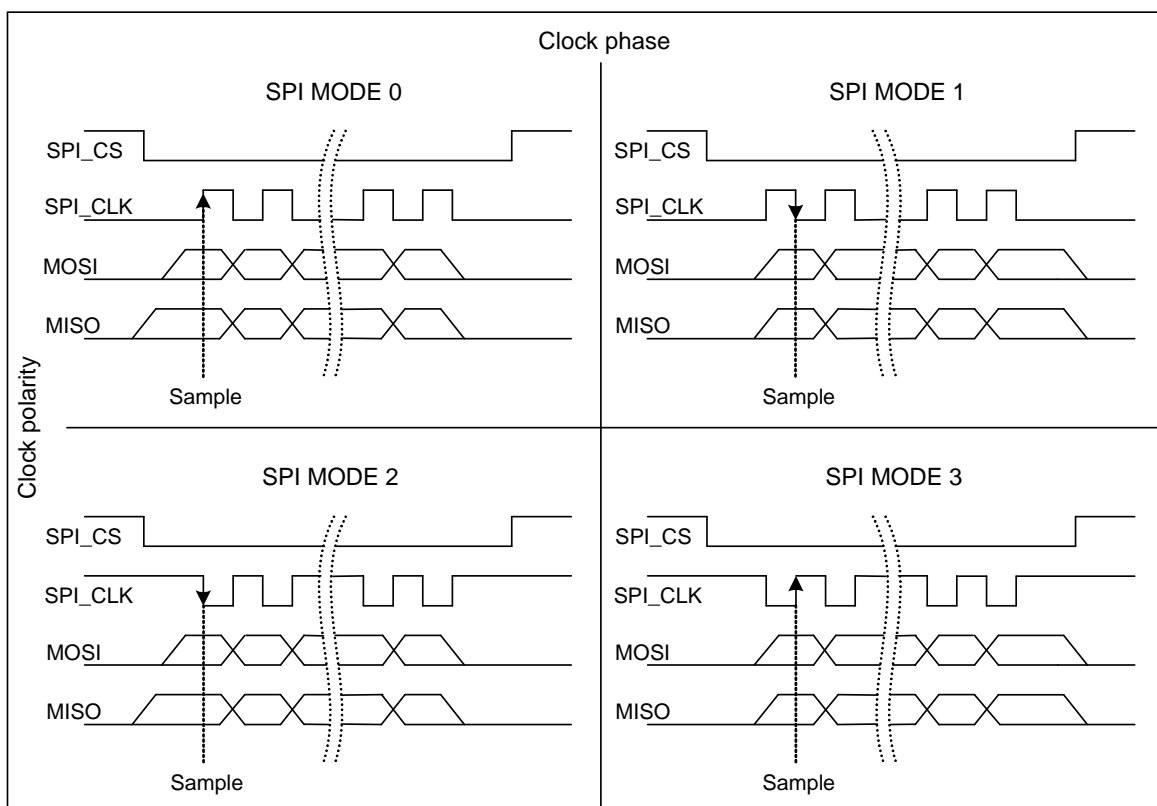 Clock phase
Clock polarity
SPI MODE 0
SPI_CS
SPI_CLK
MOSI
MISO
Sample
SPI MODE 1
SPI_CS
SPI_CLK
MOSI
MISO
Sample
SPI MODE 2
SPI_CS
SPI_CLK
MOSI
MISO
Sample
SPI MODE 3
SPI_CS
SPI_CLK
MOSI
MISO
Sample